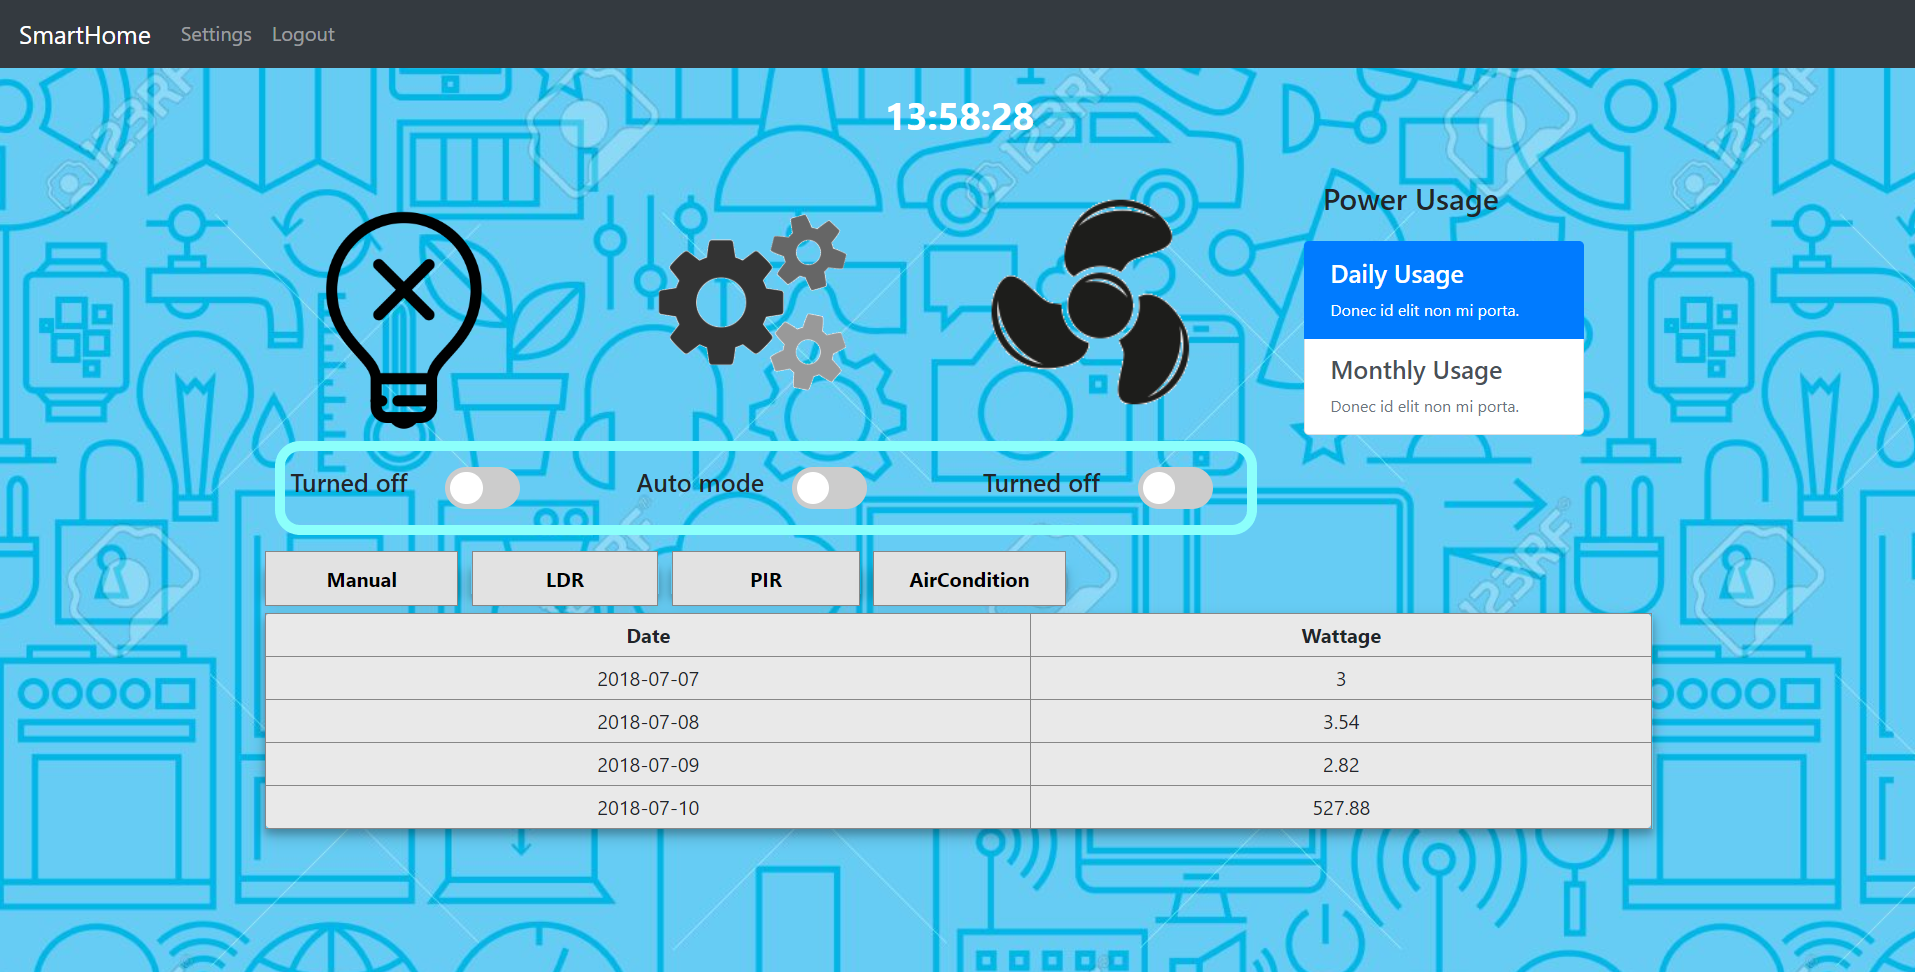 SmartHome Settings Logout
13:58:28
Power Usage
Daily Usage
Donec id elit non mi porta.
Monthly Usage
Donec id elit non mi porta.
Turned off Auto mode Turned off
Manual LDR PIR AirCondition
Date Wattage
2018-07-07 3
2018-07-08 3.54
2018-07-09 2.82
2018-07-10 527.88
123RF
123RF
123RF
123RF
123RF